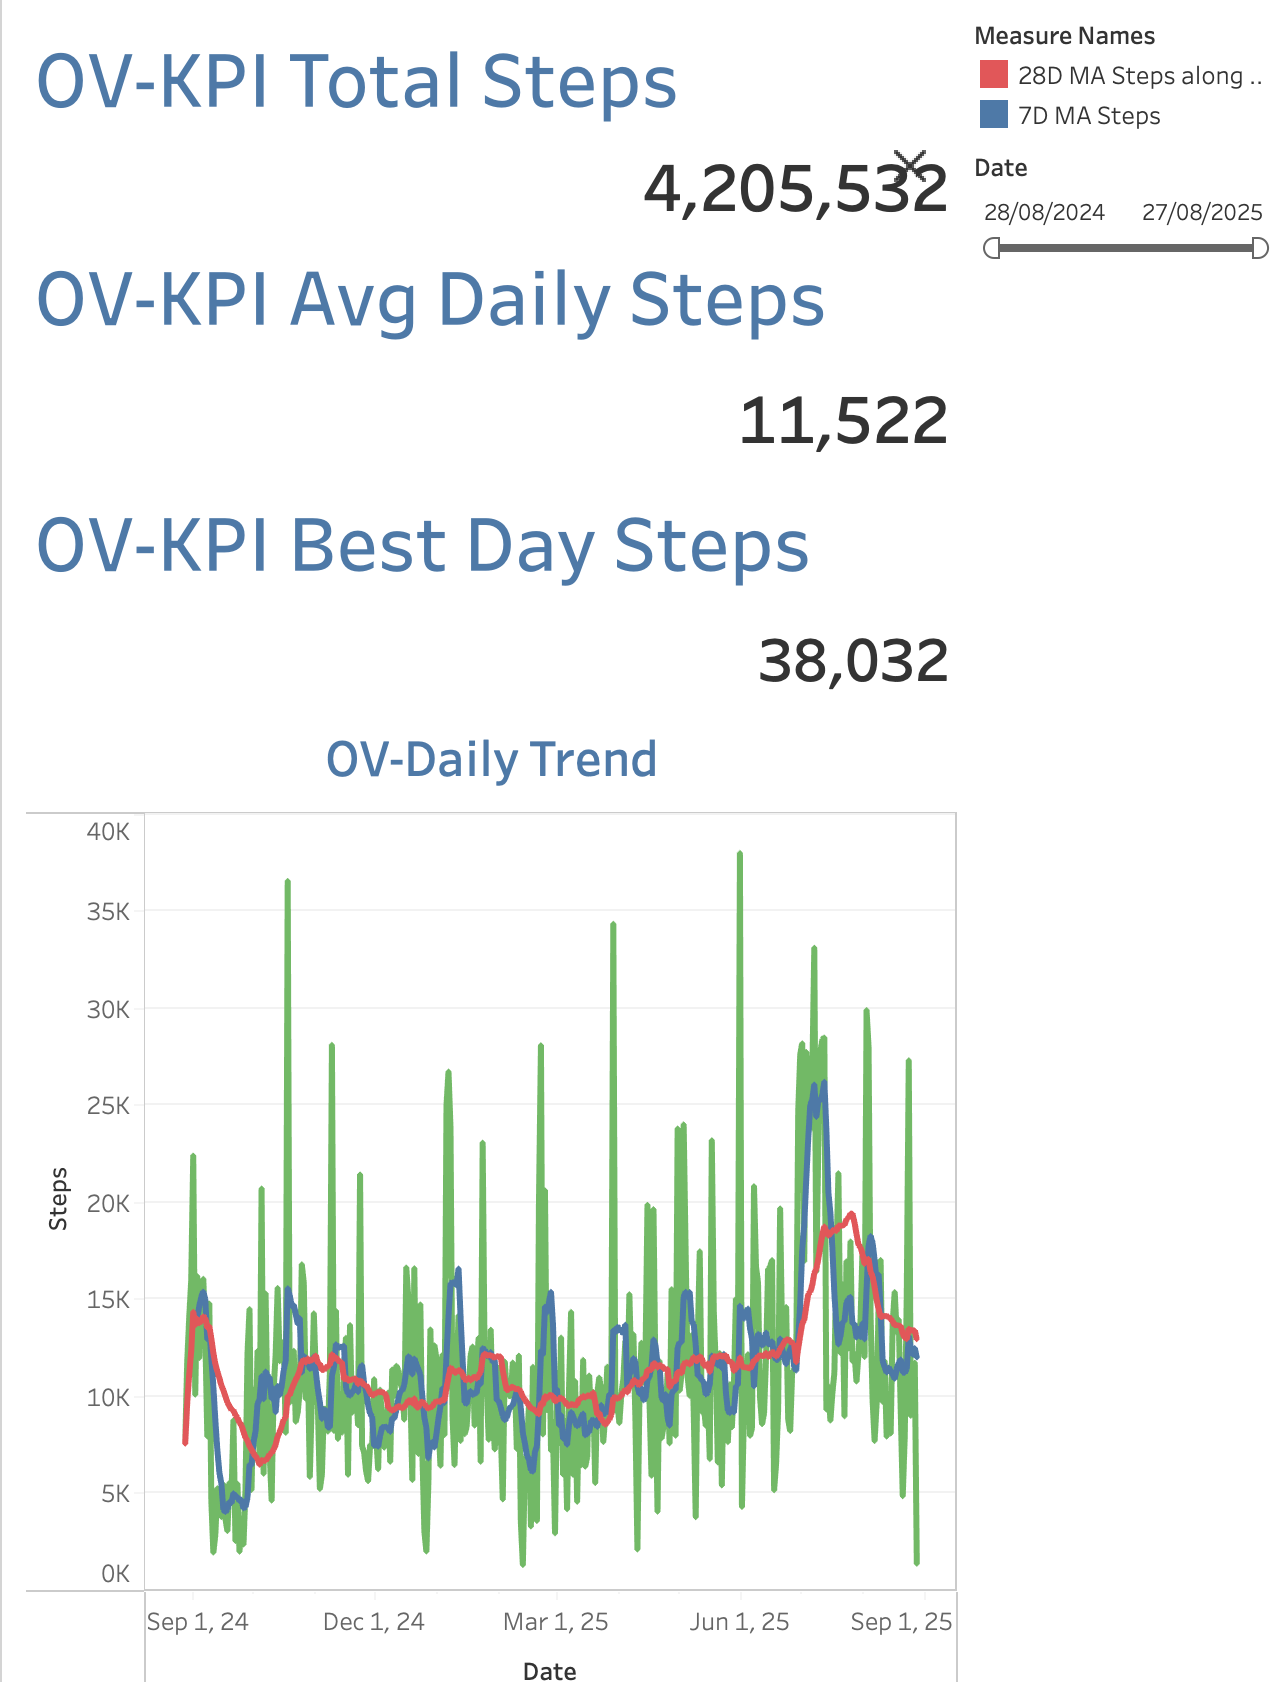 OV-KPI Total Steps
4,205,532
OV-KPI Avg Daily Steps
11,522
OV-KPI Best Day Steps
38,032
Measure Names
28D MA Steps along ..
7D MA Steps
Date
28/08/2024 27/08/2025
OV-Daily Trend
40K
35K
30K
25K
20K
15K
10K
5K
0K
Steps
Sep 1, 24 Dec 1, 24 Mar 1, 25 Jun 1, 25 Sep 1, 25
Date